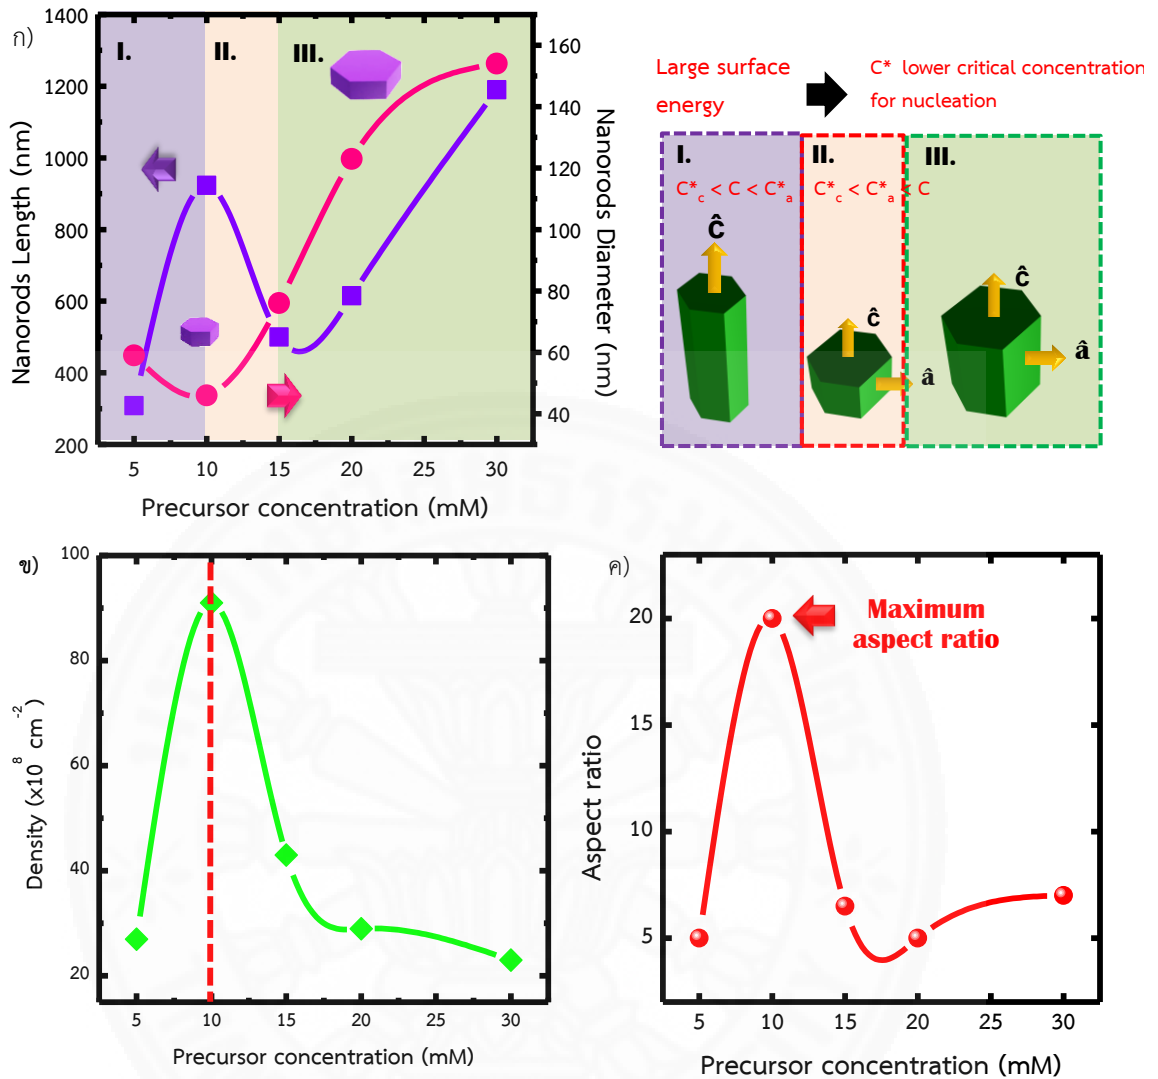 ก)
I.
II.
III.
1400
1200
1000
800
600
400
200
Nanorods Length (nm)
160
140
120
100
80
60
40
Nanorods Diameter (nm)
5
10
15
20
25
30
Precursor concentration (mM)
Large surface
energy
C* lower critical concentration
for nucleation
I.
II.
III.
C*c < C < C*a
C*c < C*a < C
ĉ
ĉ
â
ĉ
â
ข)
100
80
60
40
20
Density (x10⁸ cm⁻²)
5
10
15
20
25
30
Precursor concentration (mM)
ค)
20
15
10
5
Aspect ratio
Maximum
aspect ratio
5
10
15
20
25
30
Precursor concentration (mM)